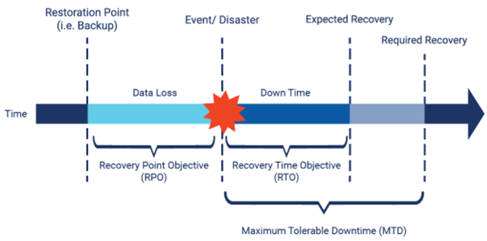 Restoration Point
(i.e. Backup)
Event/ Disaster
Expected Recovery
Required Recovery
Data Loss
Down Time
Time
Recovery Point Objective
(RPO)
Recovery Time Objective
(RTO)
Maximum Tolerable Downtime (MTD)